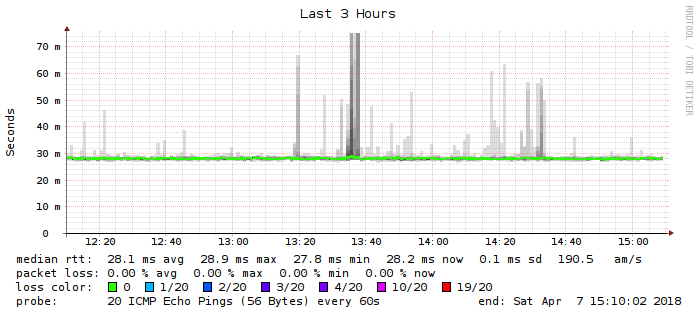 Last 3 Hours
RRDTOOL / TOBI OETIKER
Seconds
70 m
60 m
50 m
40 m
30 m
20 m
10 m
0
12:20 12:40 13:00 13:20 13:40 14:00 14:20 14:40 15:00
median rtt: 28.1 ms avg 28.9 ms max 27.8 ms min 28.2 ms now 0.1 ms sd 190.5 am/s
packet loss: 0.00 % avg 0.00 % max 0.00 % min 0.00 % now
loss color: 0 1/20 2/20 3/20 4/20 10/20 19/20
probe: 20 ICMP Echo Pings (56 Bytes) every 60s end: Sat Apr 7 15:10:02 2018